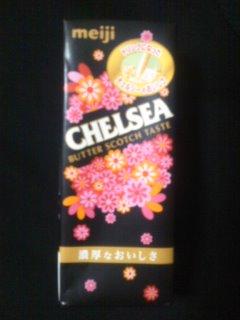 meiji
CHELSEA
BUTTER SCOTCH TASTE
濃厚なおいしさ